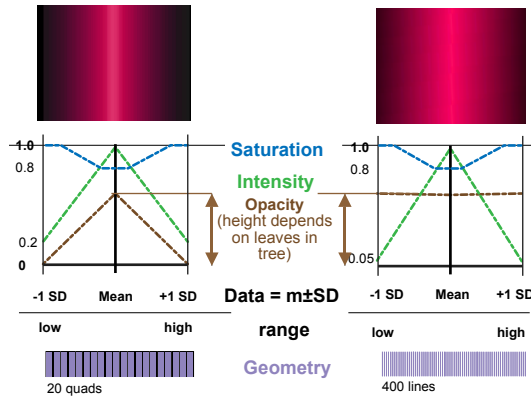 1.0
0.8
0.2
0
Saturation
Intensity
Opacity
(height depends
on leaves in
tree)
1.0
0.8
0.05
-1 SD Mean +1 SD
Data = m±SD
-1 SD Mean +1 SD
low high
range
low high
Geometry
20 quads
400 lines